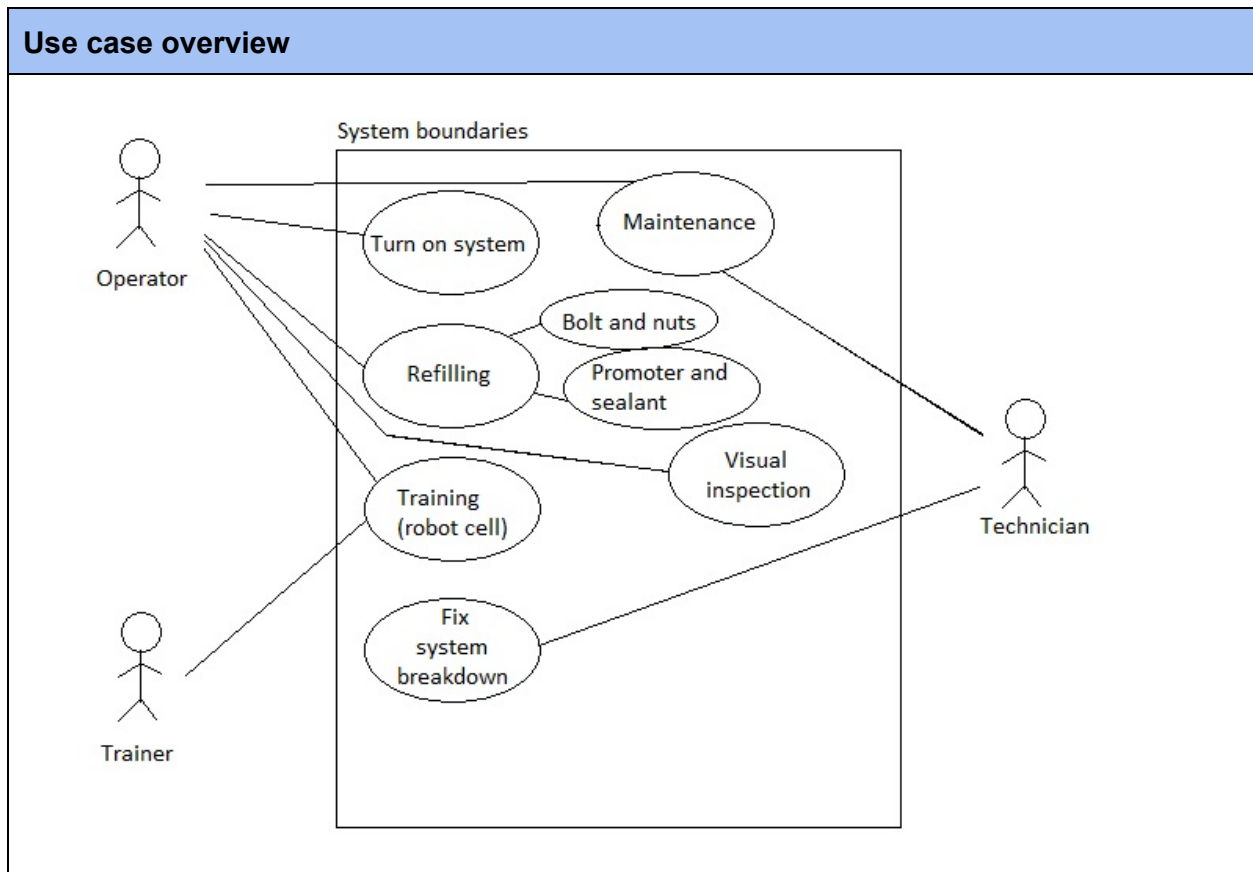 Use case overview
System boundaries
Operator
Turn on system
Maintenance
Bolt and nuts
Refilling
Promoter and
sealant
Visual
inspection
Training
(robot cell)
Technician
Fix
system
breakdown
Trainer